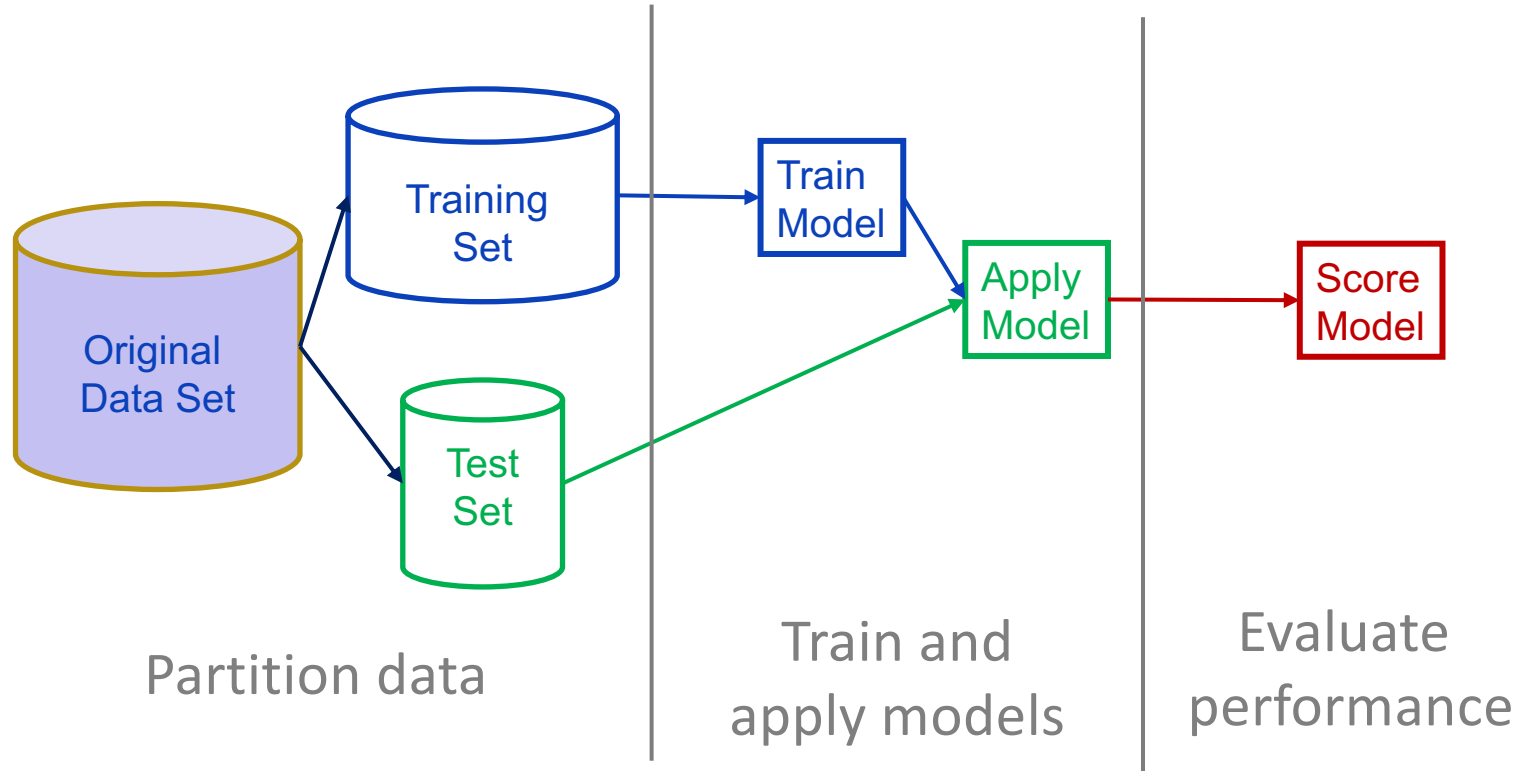 Original
Data Set
Training
Set
Test
Set
Train
Model
Apply
Model
Score
Model
Partition data
Train and
apply models
Evaluate
performance